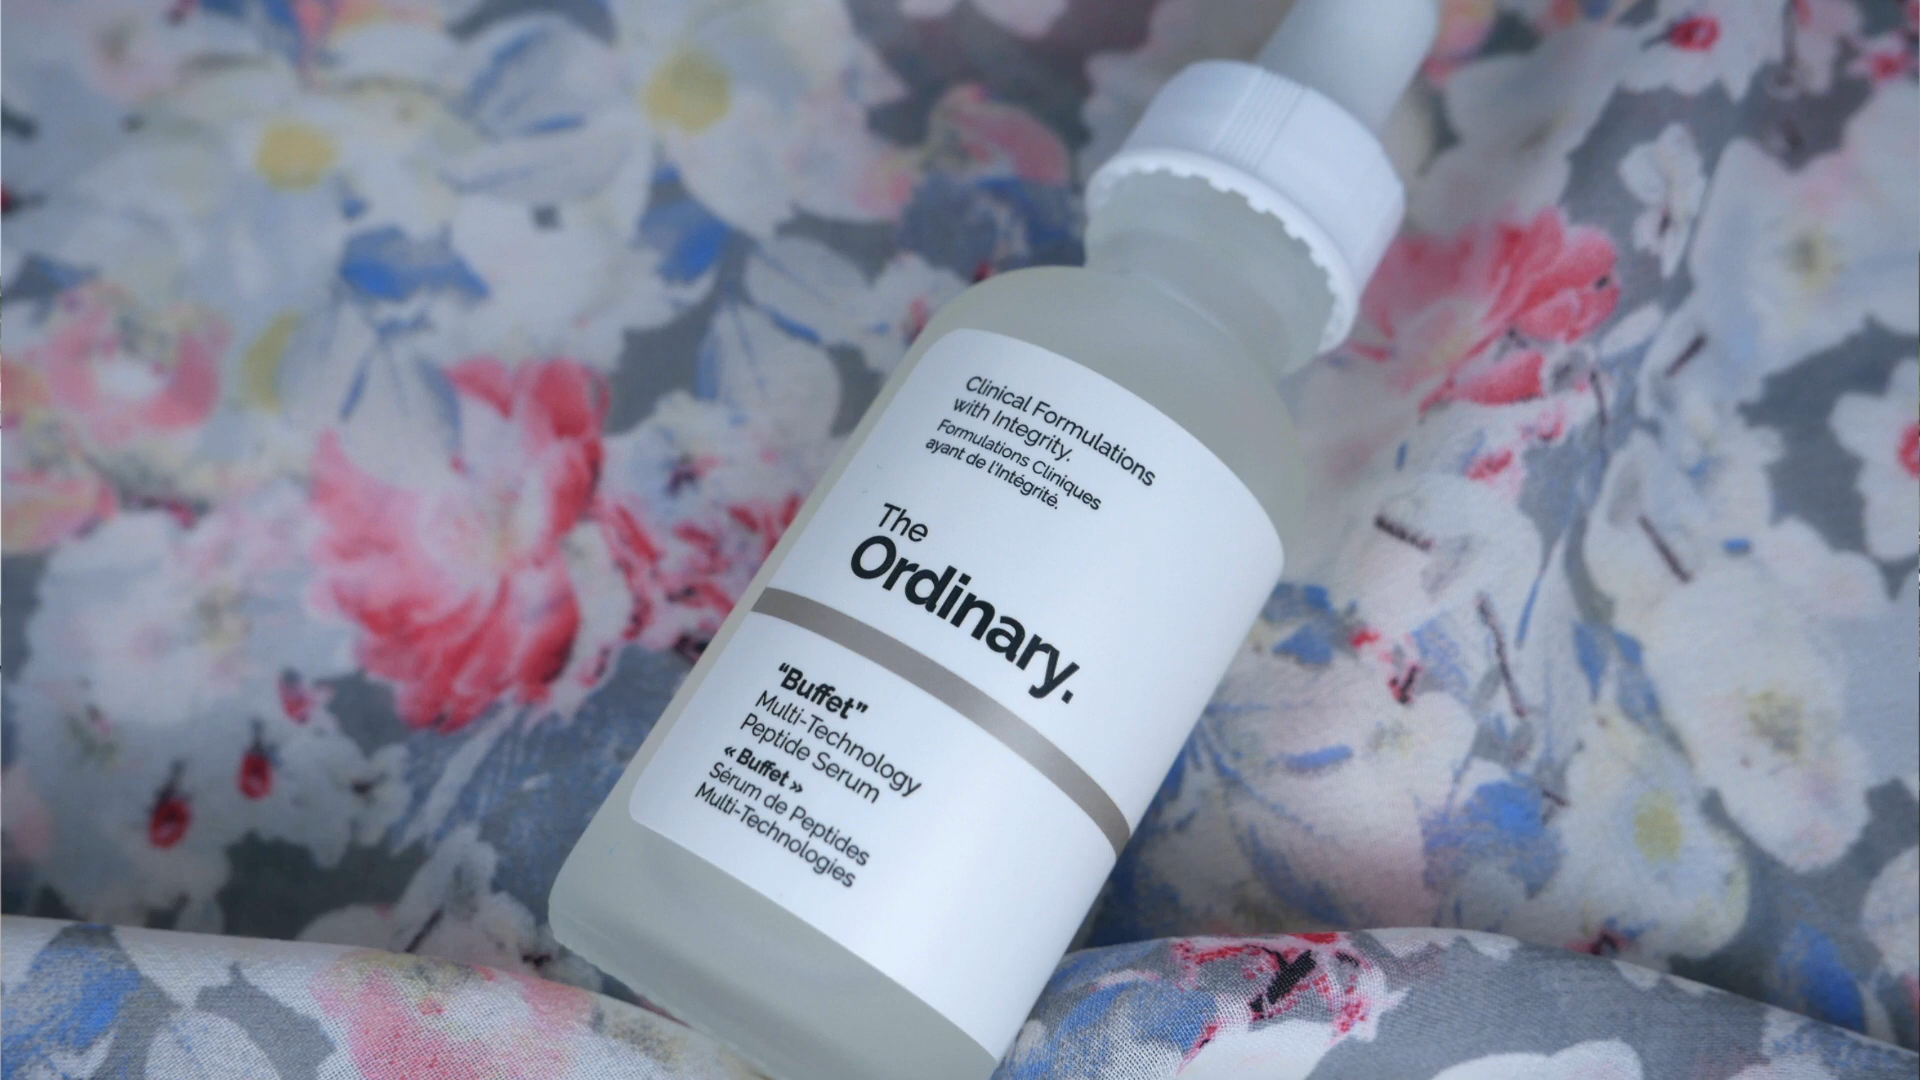 Clinical Formulations
with Integrity.
Formulations Cliniques
ayant de l'Intégrité.
The
Ordinary.
"Buffet"
Multi-Technology
Peptide Serum
« Buffet »
Sérum de Peptides
Multi-Technologies